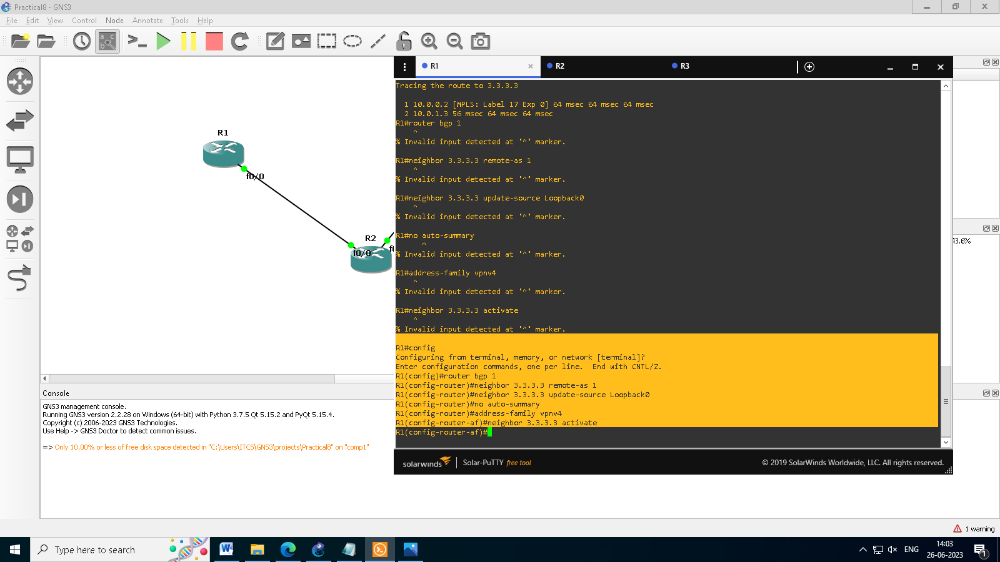 Practical8 - GNS3
File Edit View Control Node Annotate Tools Help
R1
f0/0
R2
f0/0
R1 R2 R3
Tracing the route to 3.3.3.3
1 10.0.0.2 [MPLS: Label 17 Exp 0] 64 msec 64 msec 64 msec
2 10.0.1.3 56 msec 64 msec 64 msec
R1#router bgp 1
^
% Invalid input detected at '^' marker.
R1#neighbor 3.3.3.3 remote-as 1
^
% Invalid input detected at '^' marker.
R1#neighbor 3.3.3.3 update-source Loopback0
^
% Invalid input detected at '^' marker.
R1#no auto-summary
^
% Invalid input detected at '^' marker.
R1#address-family vpnv4
^
% Invalid input detected at '^' marker.
R1#neighbor 3.3.3.3 activate
^
% Invalid input detected at '^' marker.
R1#config
Configuring from terminal, memory, or network [terminal]?
Enter configuration commands, one per line.  End with CNTL/Z.
R1(config)#router bgp 1
R1(config-router)#neighbor 3.3.3.3 remote-as 1
R1(config-router)#neighbor 3.3.3.3 update-source Loopback0
R1(config-router)#no auto-summary
R1(config-router)#address-family vpnv4
R1(config-router-af)#neighbor 3.3.3.3 activate
R1(config-router-af)#
solarwinds Solar-PuTTY free tool © 2019 SolarWinds Worldwide, LLC. All rights reserved.
43.6%
Console
GNS3 management console.
Running GNS3 version 2.2.28 on Windows (64-bit) with Python 3.7.5 Qt 5.15.2 and PyQt 5.15.4.
Copyright (c) 2006-2023 GNS3 Technologies.
Use Help -> GNS3 Doctor to detect common issues.
=> Only 10.00% or less of free disk space detected in "C:\Users\ITCS\GNS3\projects\Practical8" on "comp1"
1 warning
Type here to search
ENG
14:03
26-06-2023
1